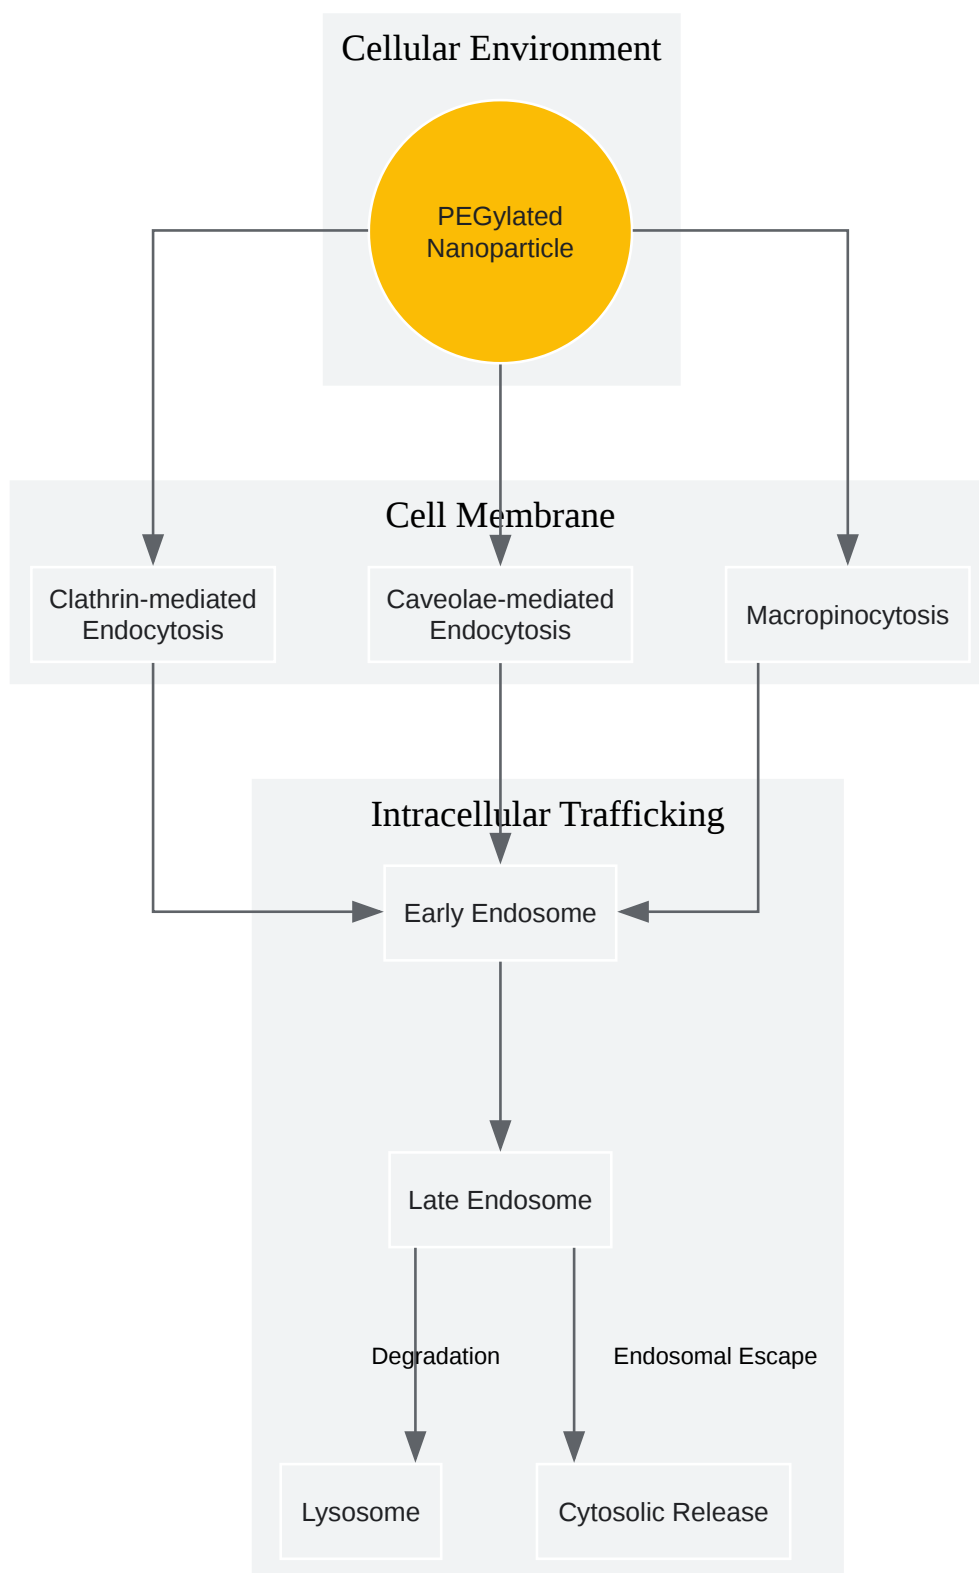 Cellular Environment
PEGylated
Nanoparticle
Cell Membrane
Clathrin-mediated
Endocytosis
Caveolae-mediated
Endocytosis
Macropinocytosis
Intracellular Trafficking
Early Endosome
Late Endosome
Degradation
Endosomal Escape
Lysosome
Cytosolic Release